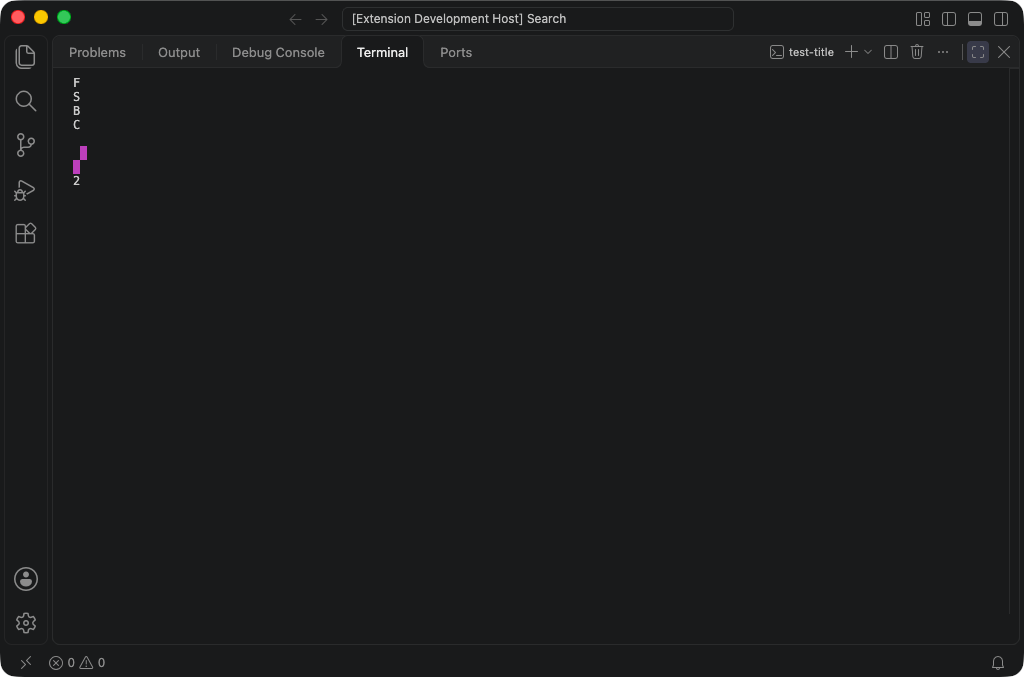 [Extension Development Host] Search
Problems Output Debug Console Terminal Ports test-title
F
S
B
C
2
0 0